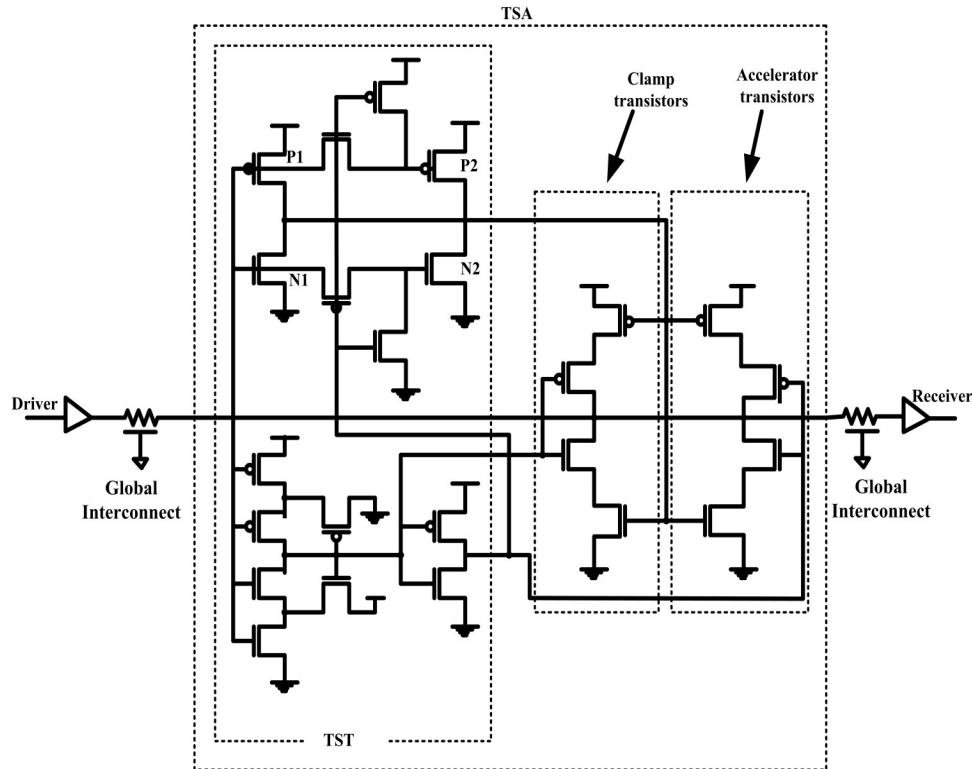 TSA
Clamp
transistors
Accelerator
transistors
P1
P2
N1
N2
Driver
Receiver
Global
Interconnect
Global
Interconnect
TST